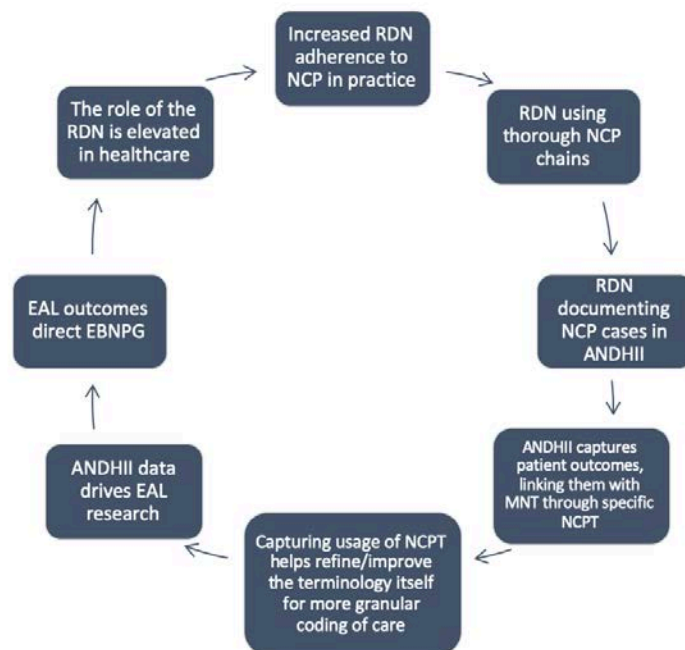 Increased RDN
adherence to
NCP in practice
RDN using
thorough NCP
chains
RDN
documenting
NCP cases in
ANDHII
ANDHII captures
patient outcomes,
linking them with
MNT through specific
NCPT
Capturing usage of NCPT
helps refine/improve
the terminology itself
for more granular
coding of care
ANDHII data
drives EAL
research
EAL outcomes
direct EBNPG
The role of the
RDN is elevated
in healthcare